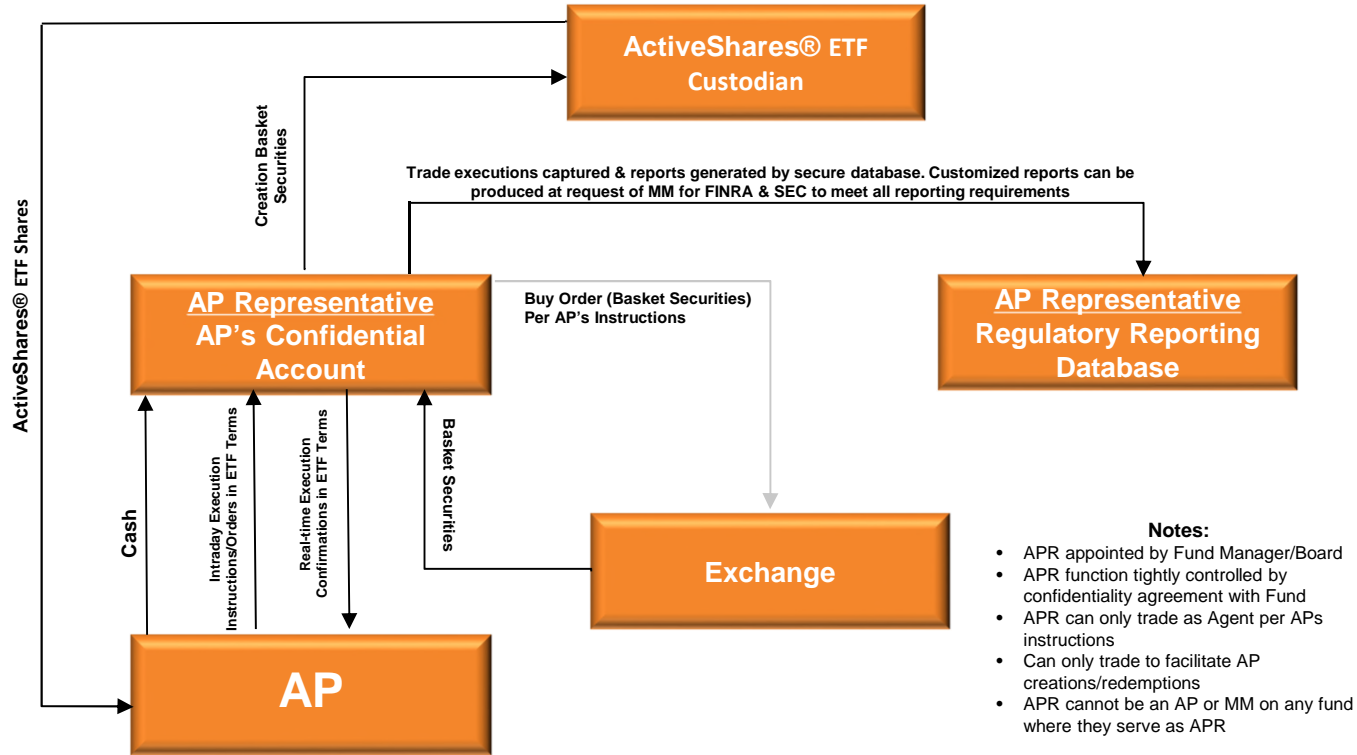 ActiveShares® ETF
Custodian
Creation Basket
Securities
Trade executions captured & reports generated by secure database. Customized reports can be
produced at request of MM for FINRA & SEC to meet all reporting requirements
ActiveShares® ETF Shares
AP Representative
AP’s Confidential
Account
Buy Order (Basket Securities)
Per AP’s Instructions
AP Representative
Regulatory Reporting
Database
Cash
Intraday Execution
Instructions/Orders in ETF Terms
Real-time Execution
Confirmations in ETF Terms
Basket Securities
Exchange
AP
Notes:
• APR appointed by Fund Manager/Board
• APR function tightly controlled by
confidentiality agreement with Fund
• APR can only trade as Agent per APs
instructions
• Can only trade to facilitate AP
creations/redemptions
• APR cannot be an AP or MM on any fund
where they serve as APR